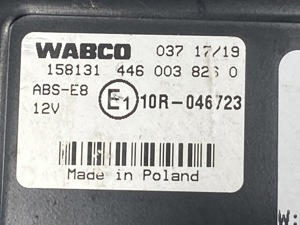 WABCO 037 17/19
158131 446 003 826 0
ABS-E8
12V
E1 10R-046723
Made in Poland
W: